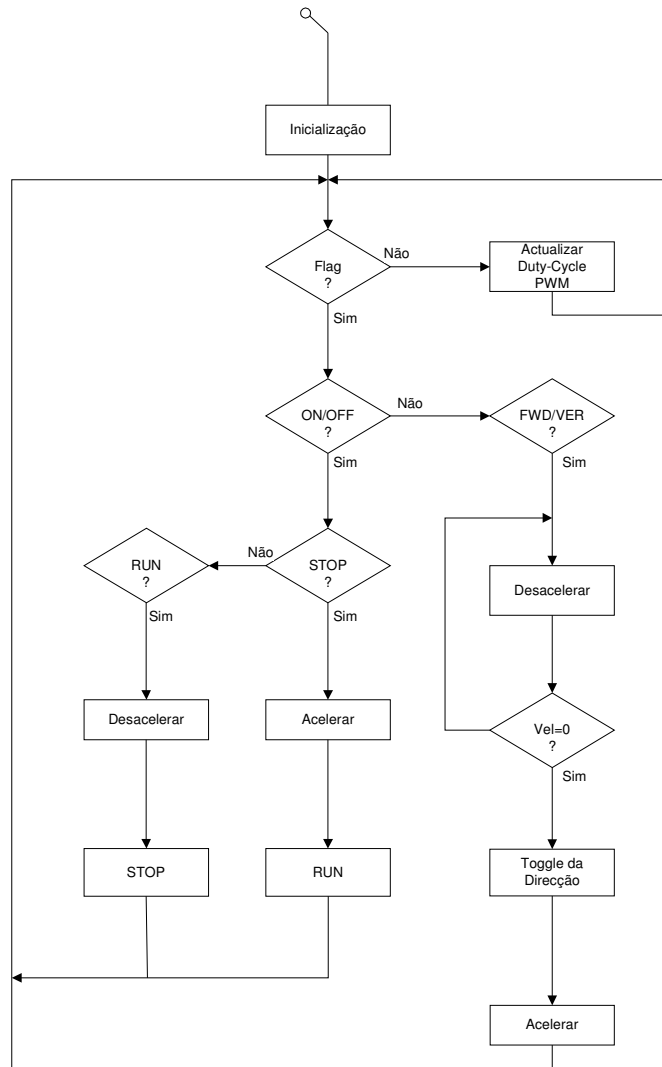 Inicialização
Flag
?
Não
Sim
Actualizar
Duty-Cycle
PWM
ON/OFF
?
Não
Sim
FWD/VER
?
Sim
RUN
?
Não
Sim
STOP
?
Sim
Desacelerar
Desacelerar
Acelerar
Vel=0
?
Sim
STOP
RUN
Toggle da
Direcção
Acelerar